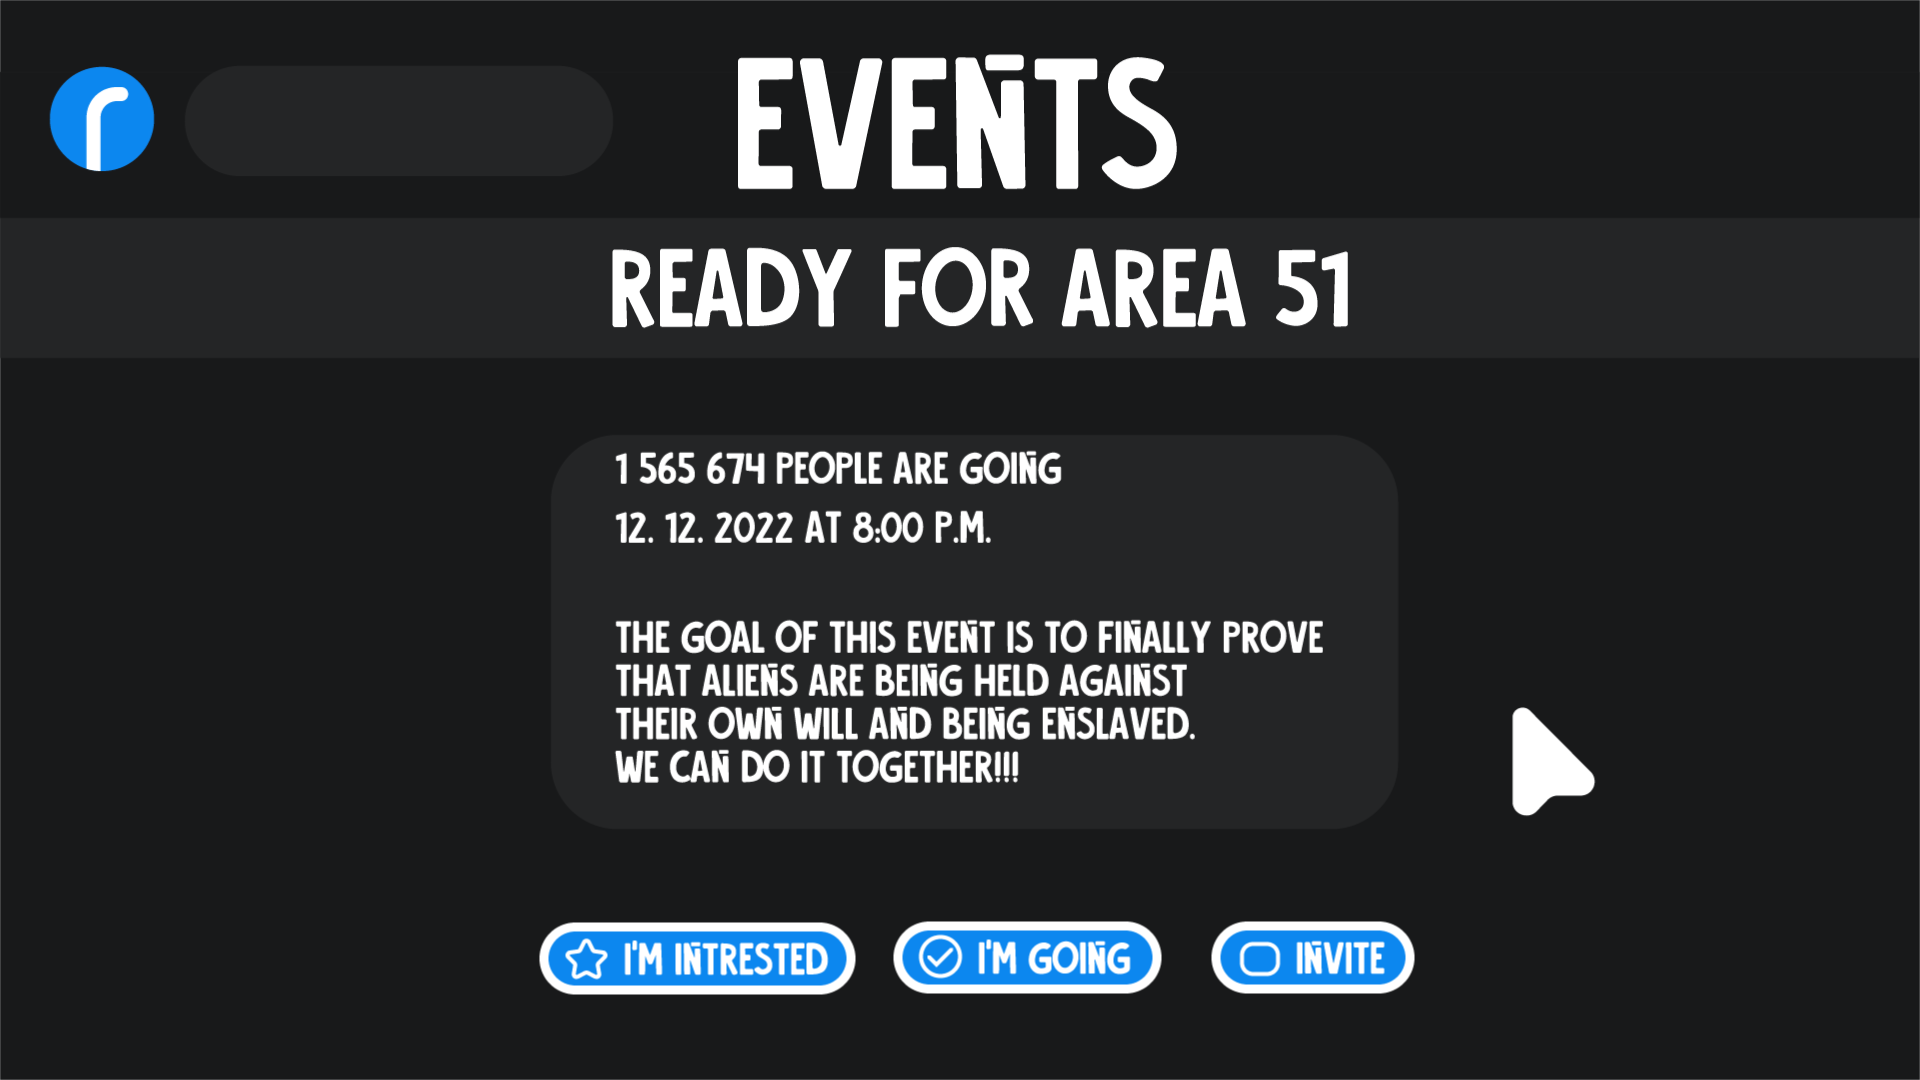 r
EVENTS
READY FOR AREA 51
1 565 674 PEOPLE ARE GOING
12. 12. 2022 AT 8:00 P.M.
THE GOAL OF THIS EVENT IS TO FINALLY PROVE
THAT ALIENS ARE BEING HELD AGAINST
THEIR OWN WILL AND BEING ENSLAVED.
WE CAN DO IT TOGETHER!!!
I'M INTRESTED
I'M GOING
INVITE